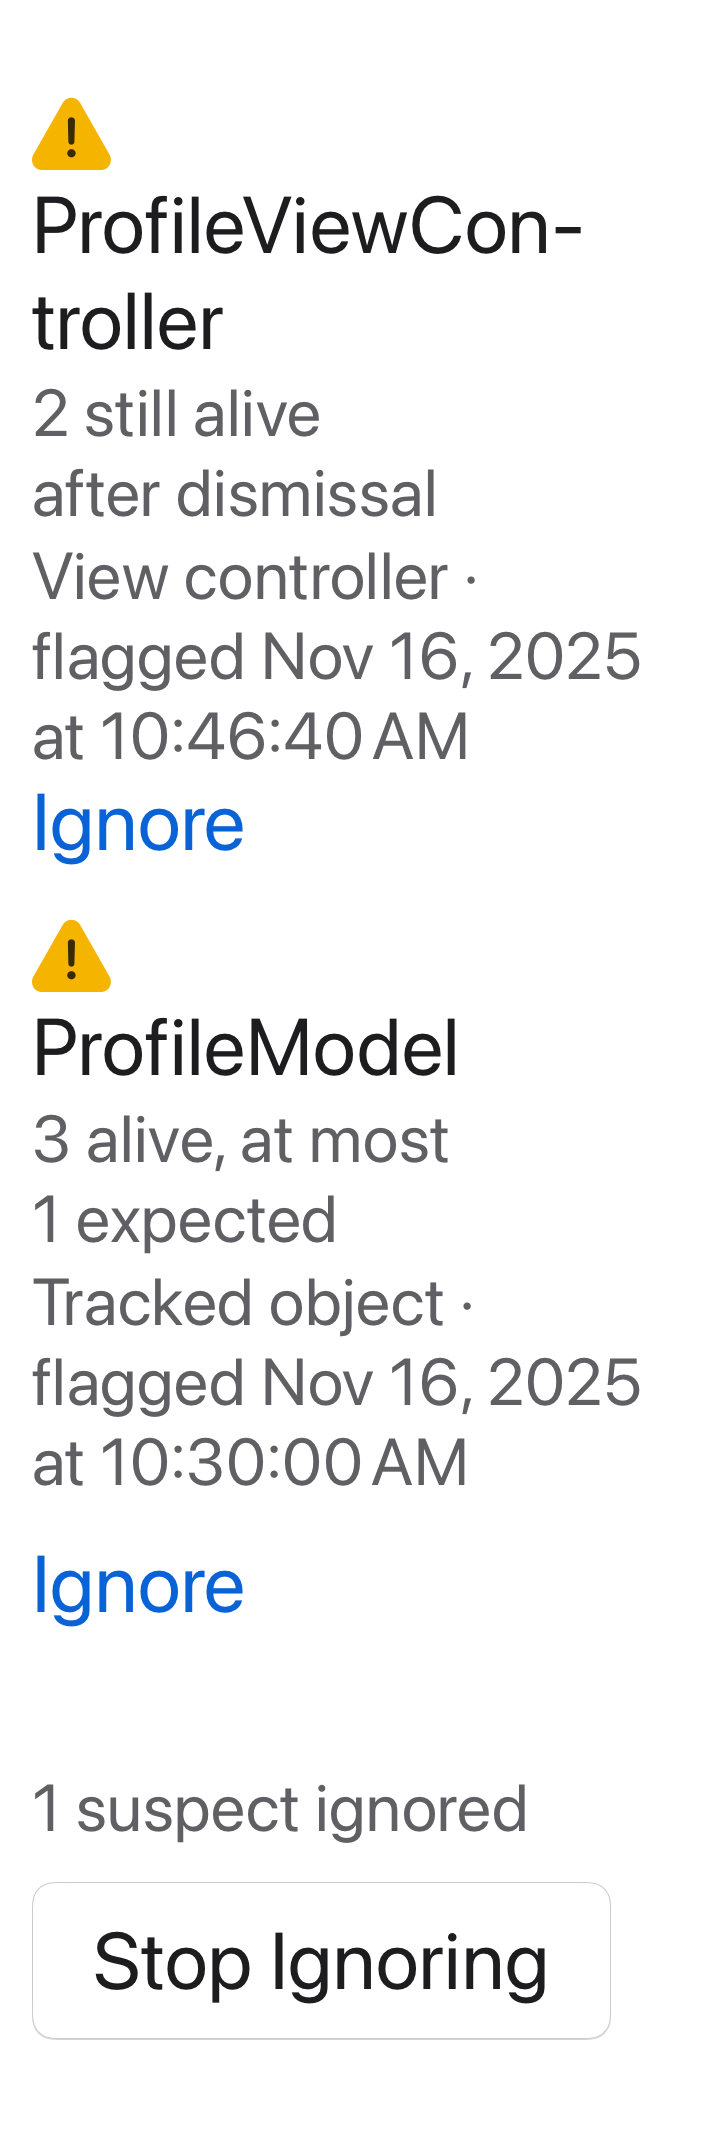 ProfileViewCon-
troller
2 still alive
after dismissal
View controller ·
flagged Nov 16, 2025
at 10:46:40 AM
Ignore
ProfileModel
3 alive, at most
1 expected
Tracked object ·
flagged Nov 16, 2025
at 10:30:00 AM
Ignore
1 suspect ignored
Stop Ignoring